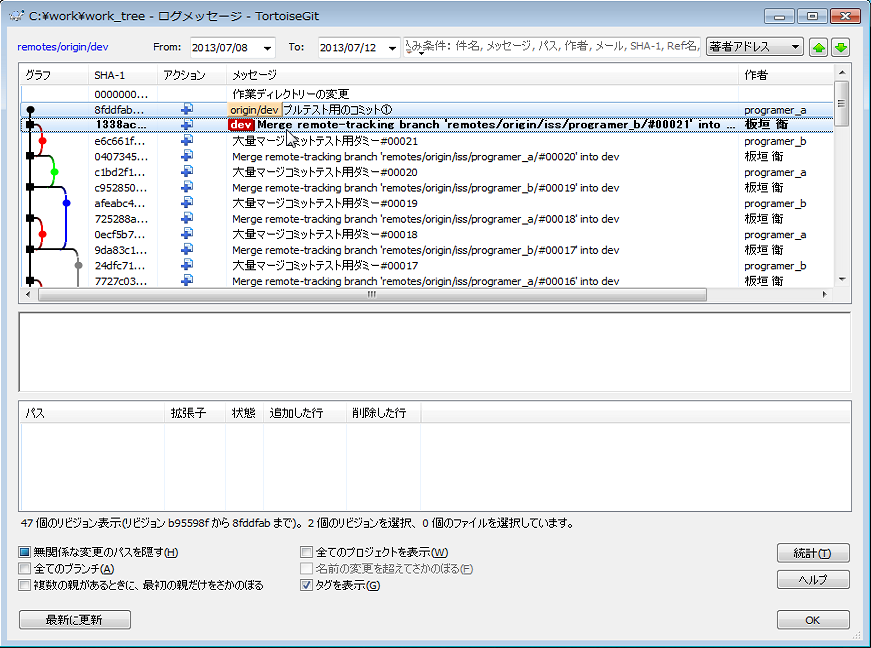 C:¥work¥work_tree - ログメッセージ - TortoiseGit
remotes/origin/dev From: 2013/07/08 To: 2013/07/12 絞込み条件: 件名, メッセージ, パス, 作者, メール, SHA-1, Ref名, 著者アドレス
グラフ SHA-1 アクション メッセージ 作者
0000000... 作業ディレクトリーの変更
8fddfab... origin/dev プルテスト用のコミット① programer_a
1338ac... dev Merge remote-tracking branch 'remotes/origin/iss/programer_b/#00021' into ... 板垣 衛
e6c661f... 大量マージコミットテスト用ダミー#00021 programer_b
0407345... Merge remote-tracking branch 'remotes/origin/iss/programer_a/#00020' into dev 板垣 衛
c1bd2f1... 大量マージコミットテスト用ダミー#00020 programer_a
c952850... Merge remote-tracking branch 'remotes/origin/iss/programer_b/#00019' into dev 板垣 衛
afeabc4... 大量マージコミットテスト用ダミー#00019 programer_b
725288a... Merge remote-tracking branch 'remotes/origin/iss/programer_a/#00018' into dev 板垣 衛
0ecf5b7... 大量マージコミットテスト用ダミー#00018 programer_a
9da83c1... Merge remote-tracking branch 'remotes/origin/iss/programer_b/#00017' into dev 板垣 衛
24dfc71... 大量マージコミットテスト用ダミー#00017 programer_b
7727c03... Merge remote-tracking branch 'remotes/origin/iss/programer_a/#00016' into dev 板垣 衛
パス 拡張子 状態 追加した行 削除した行
47 個のリビジョン表示(リビジョン b95598f から 8fddfab まで)。2 個のリビジョンを選択、0 個のファイルを選択しています。
無関係な変更のパスを隠す(H) 全てのプロジェクトを表示(W) 統計(T)
全てのブランチ(A) 名前の変更を超えてさかのぼる(F) ヘルプ
複数の親があるときに、最初の親だけをさかのぼる タグを表示(G)
最新に更新 OK